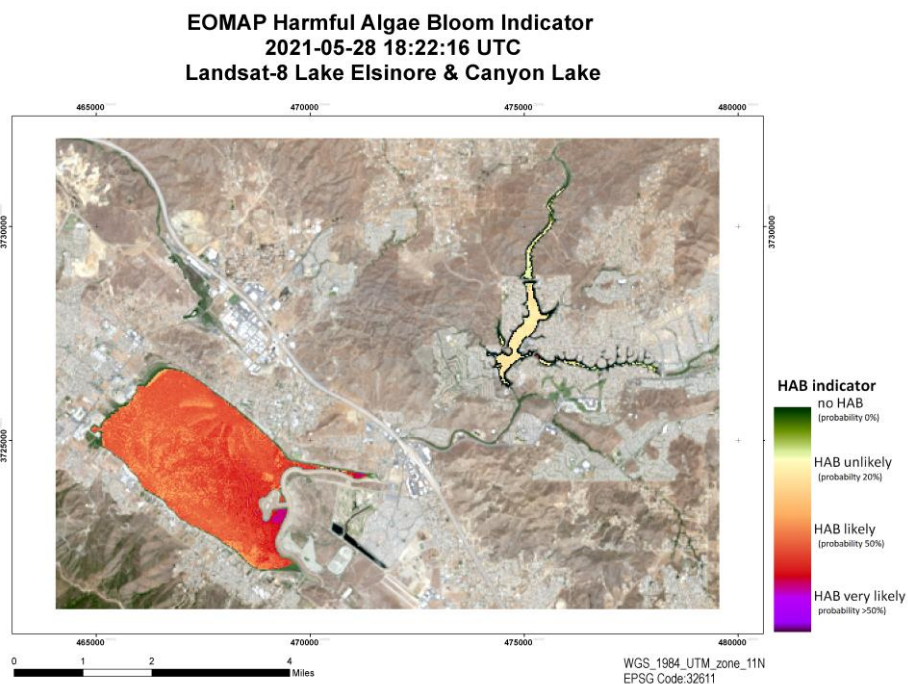 EOMAP Harmful Algae Bloom Indicator
2021-05-28 18:22:16 UTC
Landsat-8 Lake Elsinore & Canyon Lake
465000 470000 475000 480000
3730000 3730000
3725000 3725000
HAB indicator
no HAB
(probability 0%)
HAB unlikely
(probabilty 20%)
HAB likely
(probability 50%)
HAB very likely
probability >50%)
465000 470000 475000 480000
0 1 2 4
Miles
WGS_1984_UTM_zone_11N
EPSG Code:32611